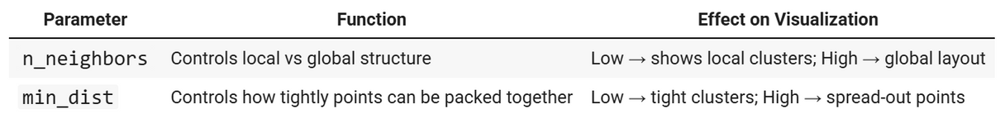 Parameter Function Effect on Visualization
n_neighbors Controls local vs global structure Low → shows local clusters; High → global layout
min_dist Controls how tightly points can be packed together Low → tight clusters; High → spread-out points